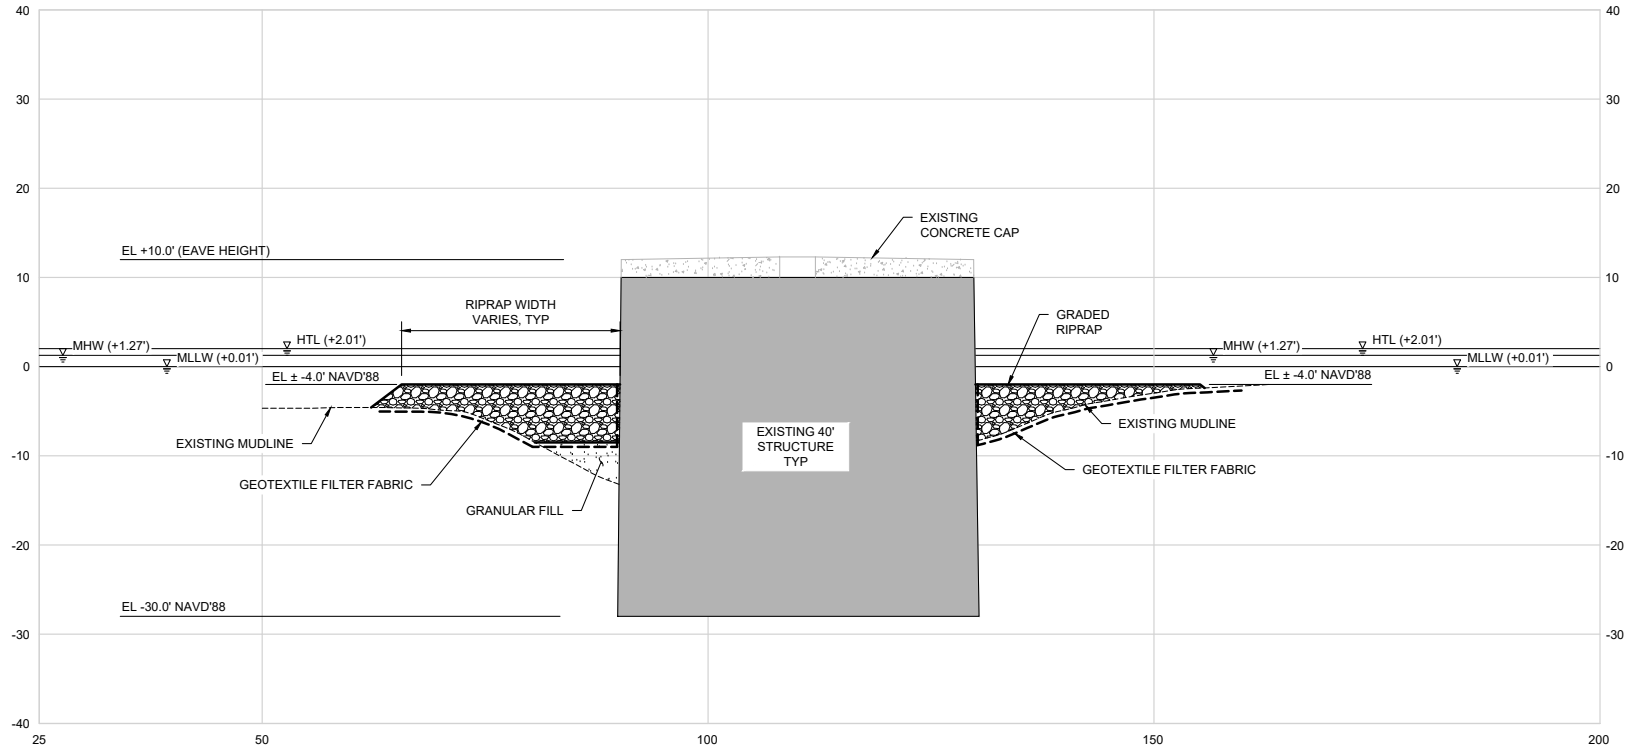 40
40
30
30
20
20
EXISTING
CONCRETE CAP
EL +10.0' (EAVE HEIGHT)
10
10
RIPRAP WIDTH
VARIES, TYP
GRADED
RIPRAP
MHW (+1.27')
HTL (+2.01')
MLLW (+0.01')
MHW (+1.27')
HTL (+2.01')
MLLW (+0.01')
0
0
EL ± -4.0' NAVD'88
EL ± -4.0' NAVD'88
EXISTING MUDLINE
EXISTING 40'
STRUCTURE
TYP
EXISTING MUDLINE
-10
-10
GEOTEXTILE FILTER FABRIC
GEOTEXTILE FILTER FABRIC
GRANULAR FILL
-20
-20
EL -30.0' NAVD'88
-30
-30
-40
-40
25
50
100
150
200